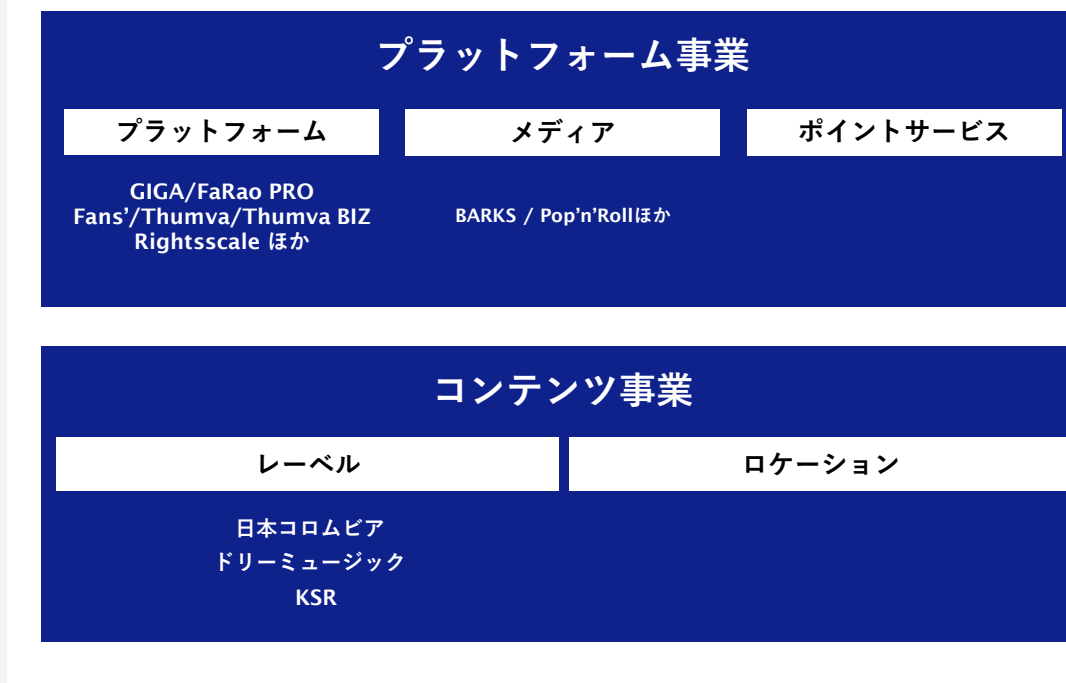 プラットフォーム事業
プラットフォーム
メディア
ポイントサービス
GIGA/FaRao PRO
Fans’/Thumva/Thumva BIZ
Rightsscale ほか
BARKS / Pop’n’Rollほか
コンテンツ事業
レーベル
ロケーション
日本コロムビア
ドリーミュージック
KSR